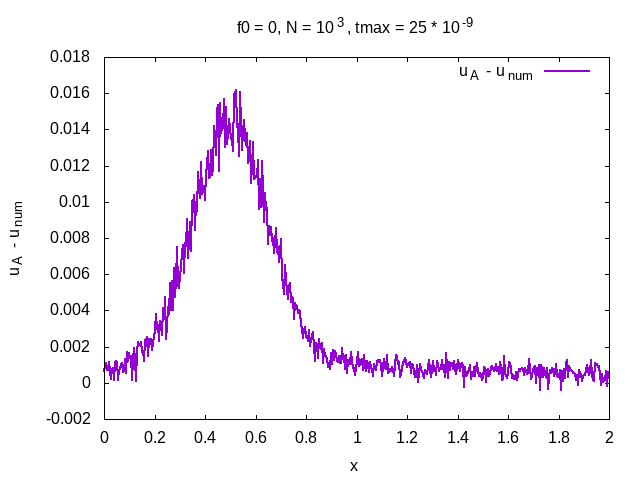 f0 = 0, N = 10^3, tmax = 25 * 10^-9
u_A - u_num
0.018
0.016
0.014
0.012
0.01
0.008
0.006
0.004
0.002
0
-0.002
u_A - u_num
0 0.2 0.4 0.6 0.8 1 1.2 1.4 1.6 1.8 2
x